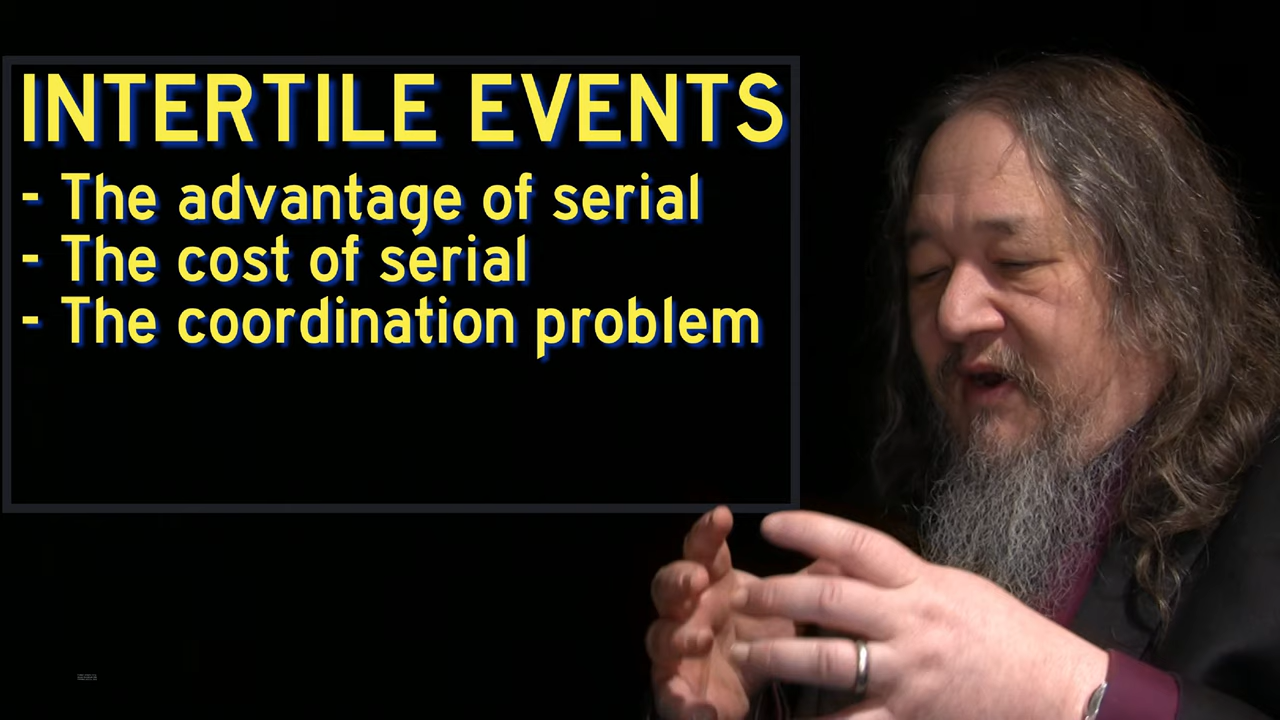 INTERTILE EVENTS
- The advantage of serial
- The cost of serial
- The coordination problem